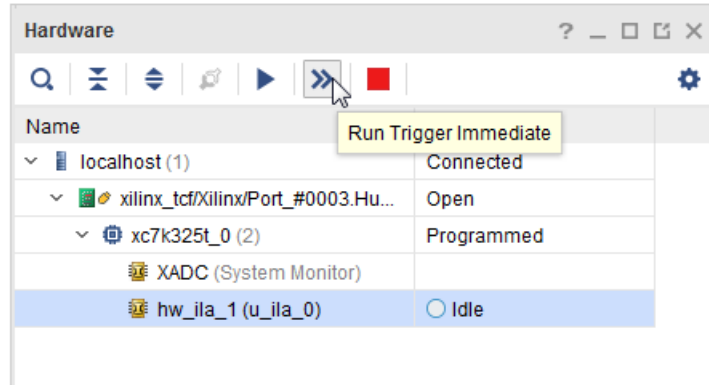 Hardware
?
Name
Run Trigger Immediate
localhost (1)
Connected
xilinx_tcf/Xilinx/Port_#0003.Hu...
Open
xc7k325t_0 (2)
Programmed
XADC (System Monitor)
hw_ila_1 (u_ila_0)
Idle